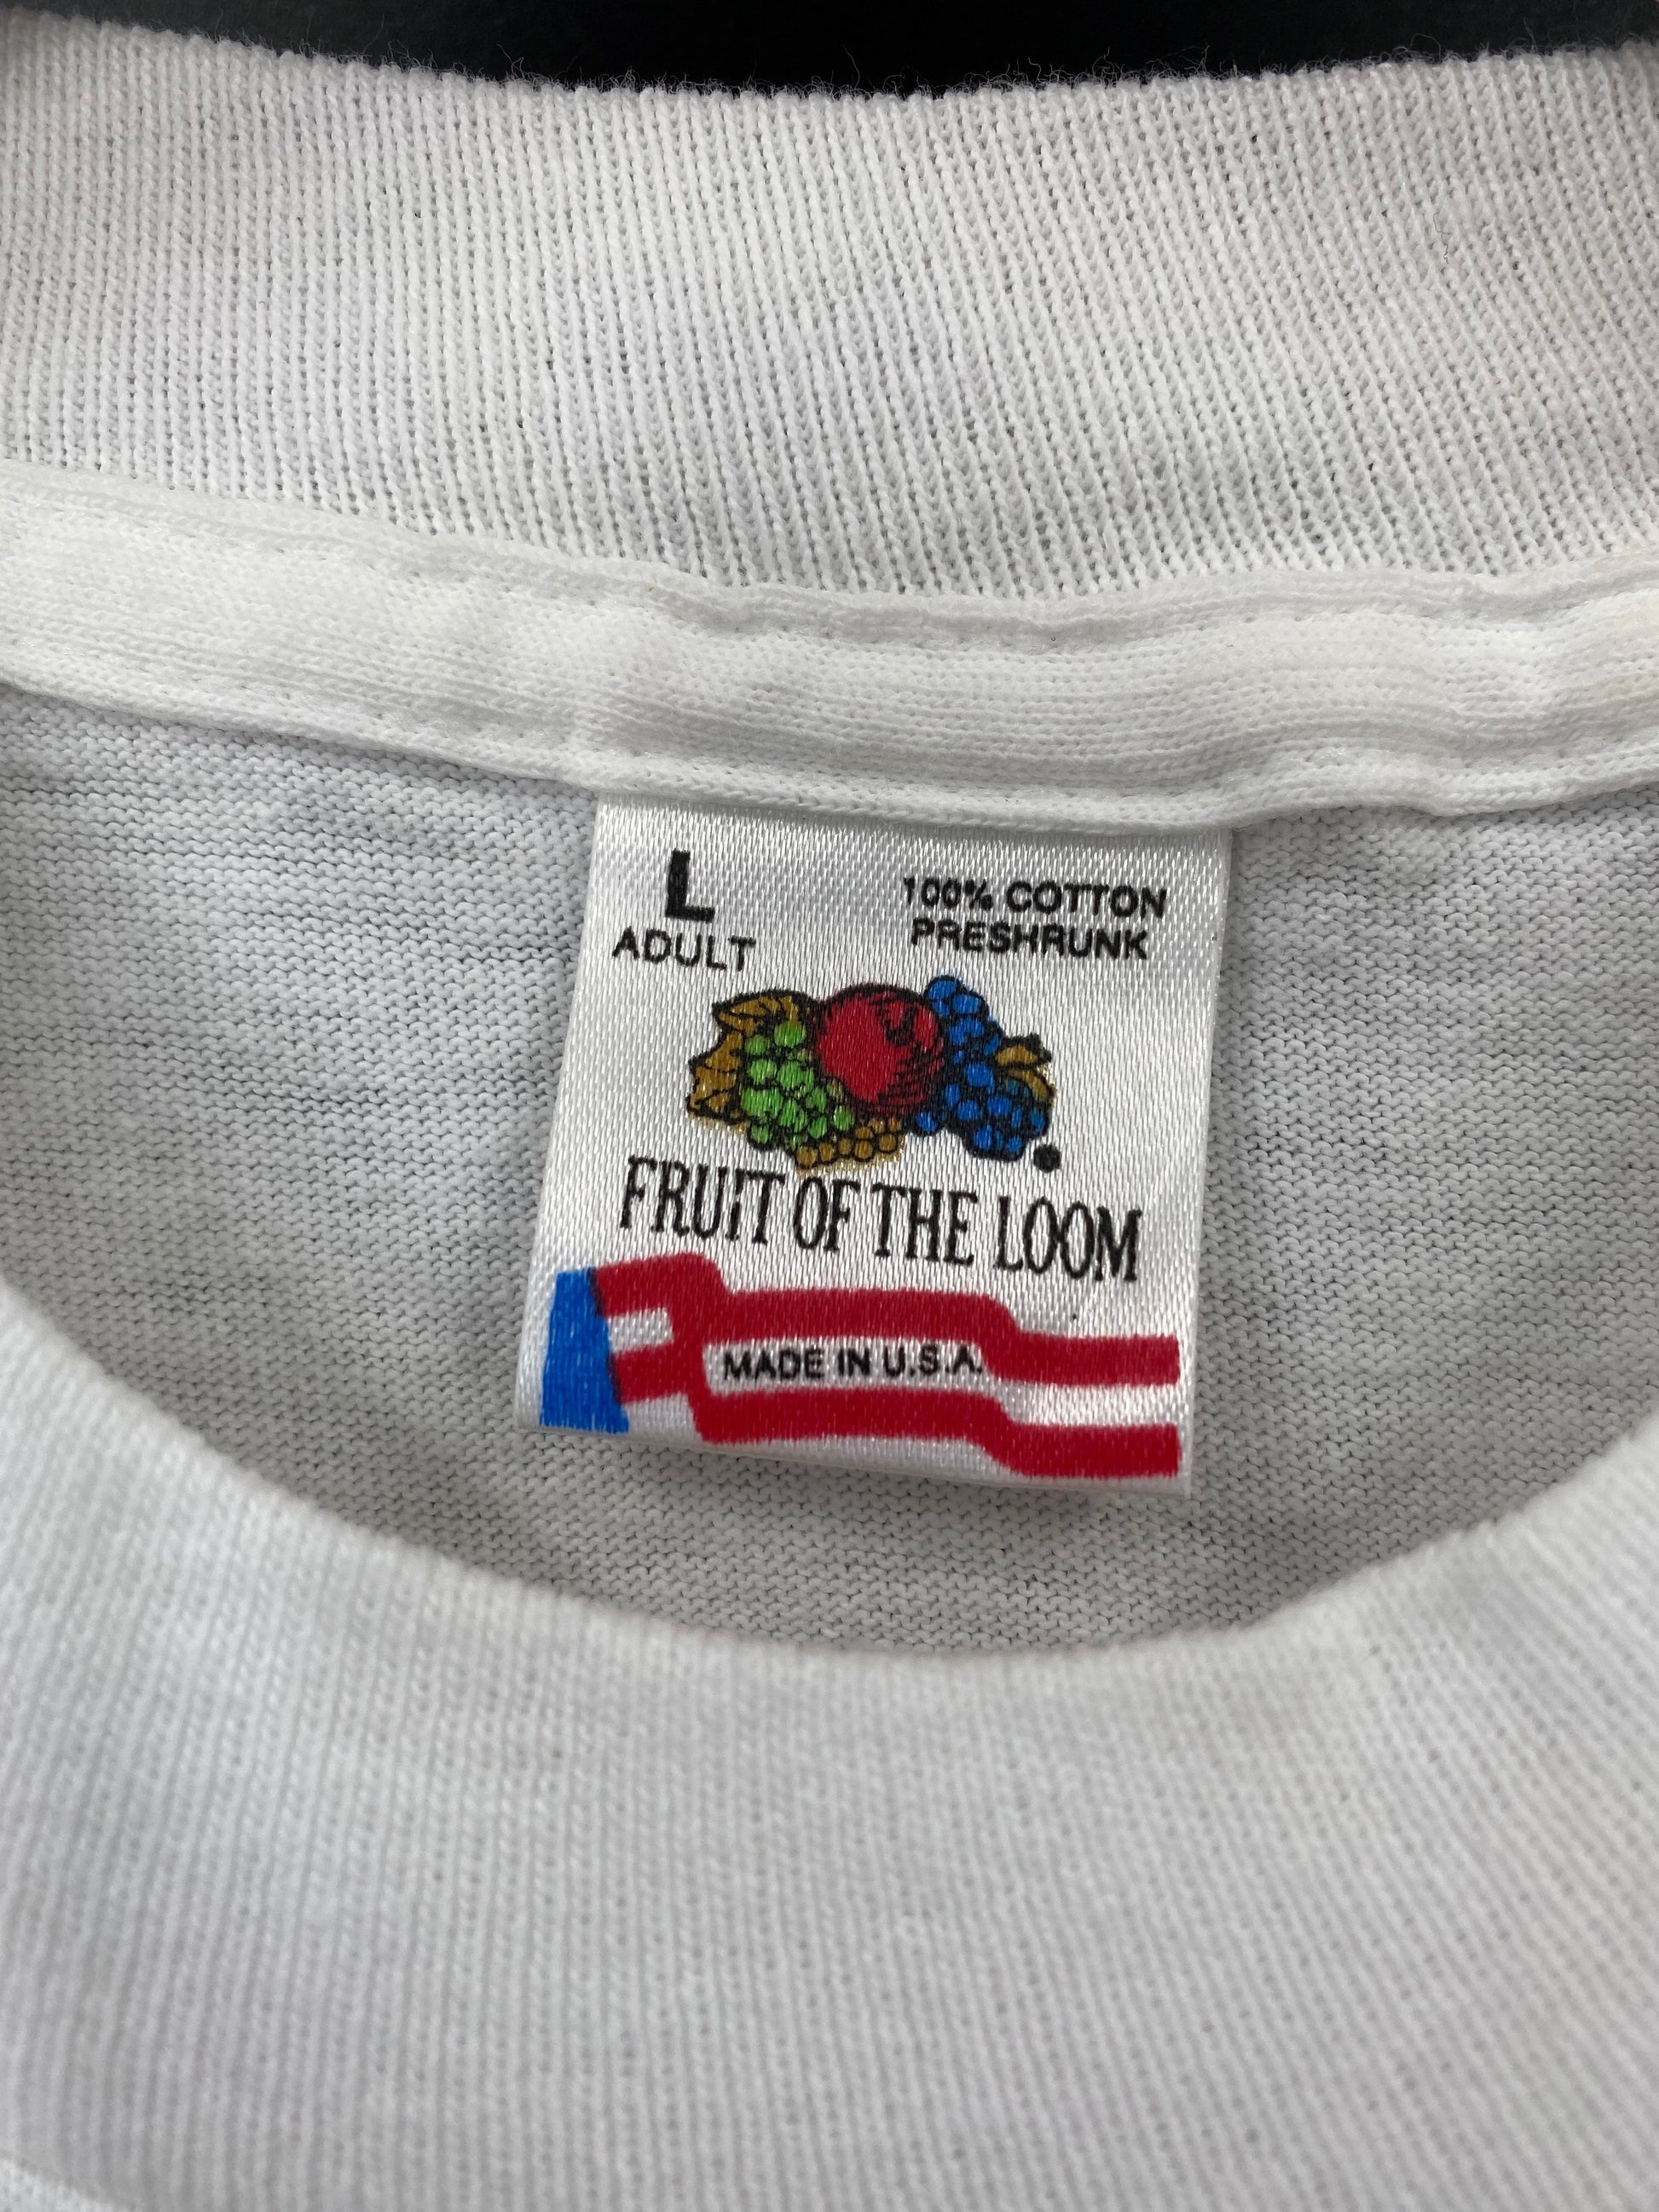 L
ADULT
100% COTTON
PRESHRUNK
FRUIT OF THE LOOM
MADE IN U.S.A.